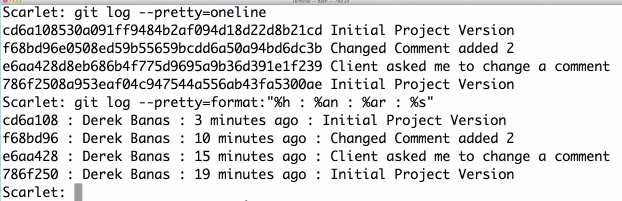 Scarlet: git log --pretty=oneline
cd6a108530a091ff9484b2af094d18d22d8b21cd Initial Project Version
f68bd96e0508ed59b55659bcdd6a50a94bd6dc3b Changed Comment added 2
e6aa428d8eb686b4f775d9695a9b36d391e1f239 Client asked me to change a comment
786f2508a953eaf04c947544a556ab43fa5300ae Initial Project Version
Scarlet: git log --pretty=format:"%h : %an : %ar : %s"
cd6a108 : Derek Banas : 3 minutes ago : Initial Project Version
f68bd96 : Derek Banas : 10 minutes ago : Changed Comment added 2
e6aa428 : Derek Banas : 15 minutes ago : Client asked me to change a comment
786f250 : Derek Banas : 19 minutes ago : Initial Project Version
Scarlet: